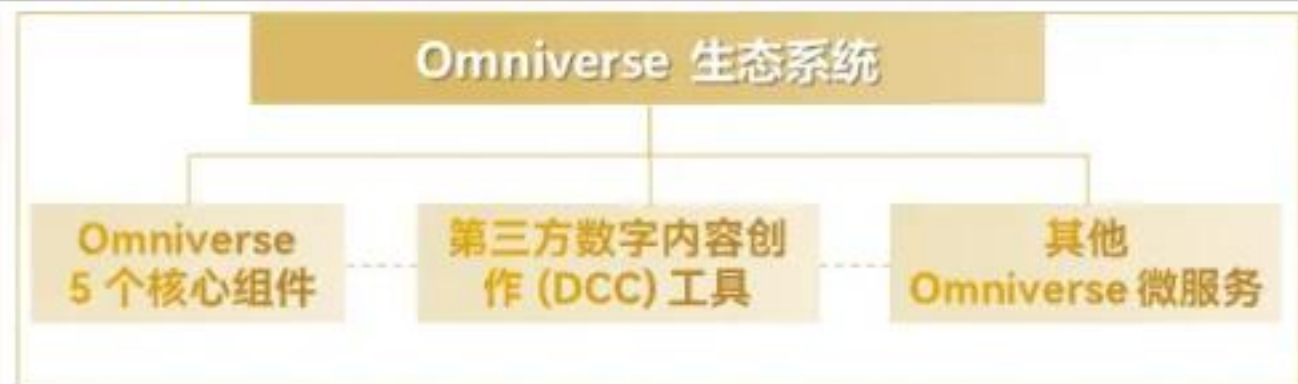 Omniverse 生态系统
Omniverse
5 个核心组件
第三方数字内容创
作 (DCC) 工具
其他
Omniverse 微服务